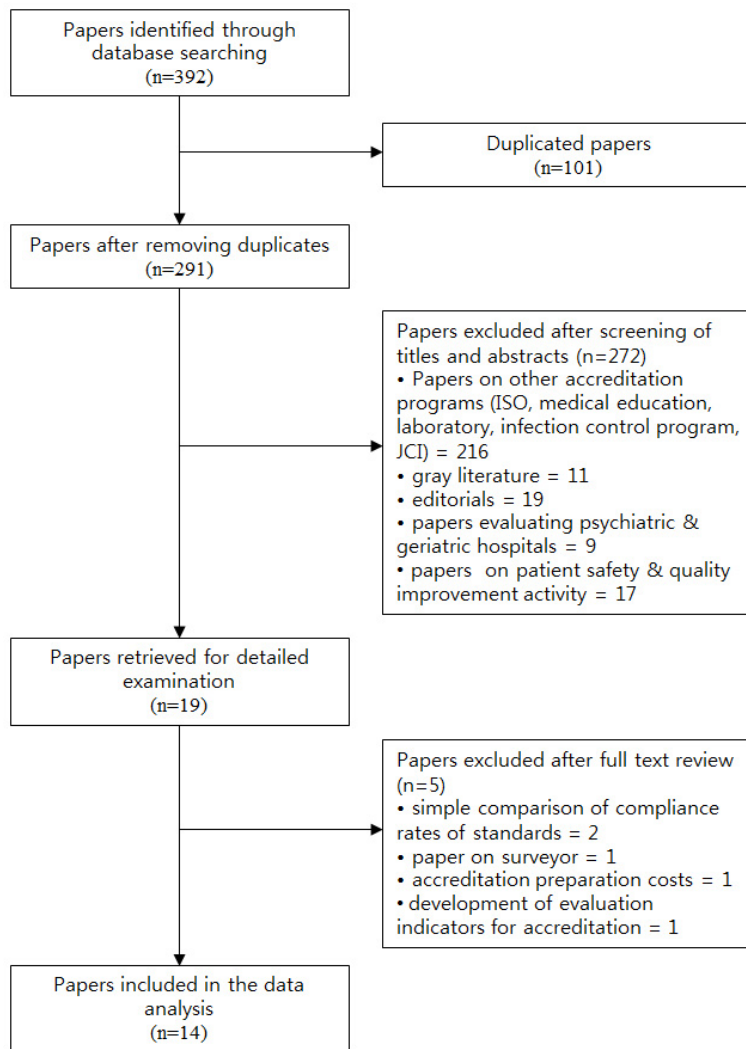 Papers identified through
database searching
(n=392)
Duplicated papers
(n=101)
Papers after removing duplicates
(n=291)
Papers excluded after screening of
titles and abstracts (n=272)
• Papers on other accreditation
programs (ISO, medical education,
laboratory, infection control program,
JCI) = 216
• gray literature = 11
• editorials = 19
• papers evaluating psychiatric &
geriatric hospitals = 9
• papers on patient safety & quality
improvement activity = 17
Papers retrieved for detailed
examination
(n=19)
Papers excluded after full text review
(n=5)
• simple comparison of compliance
rates of standards = 2
• paper on surveyor = 1
• accreditation preparation costs = 1
• development of evaluation
indicators for accreditation = 1
Papers included in the data
analysis
(n=14)